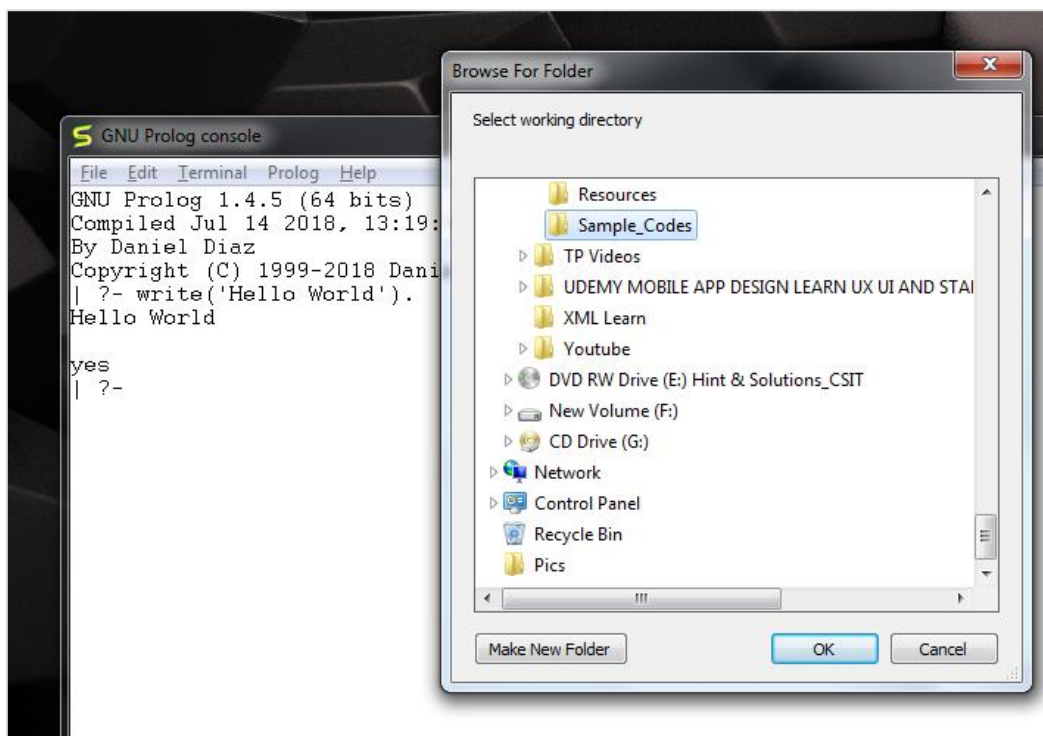 GNU Prolog console
File Edit Terminal Prolog Help
GNU Prolog 1.4.5 (64 bits)
Compiled Jul 14 2018, 13:19:
By Daniel Diaz
Copyright (C) 1999-2018 Dani
| ?- write('Hello World').
Hello World
yes
| ?-
Browse For Folder
Select working directory
Resources
Sample_Codes
TP Videos
UDEMY MOBILE APP DESIGN LEARN UX UI AND STAI
XML Learn
Youtube
DVD RW Drive (E:) Hint & Solutions_CSIT
New Volume (F:)
CD Drive (G:)
Network
Control Panel
Recycle Bin
Pics
Make New Folder
OK
Cancel